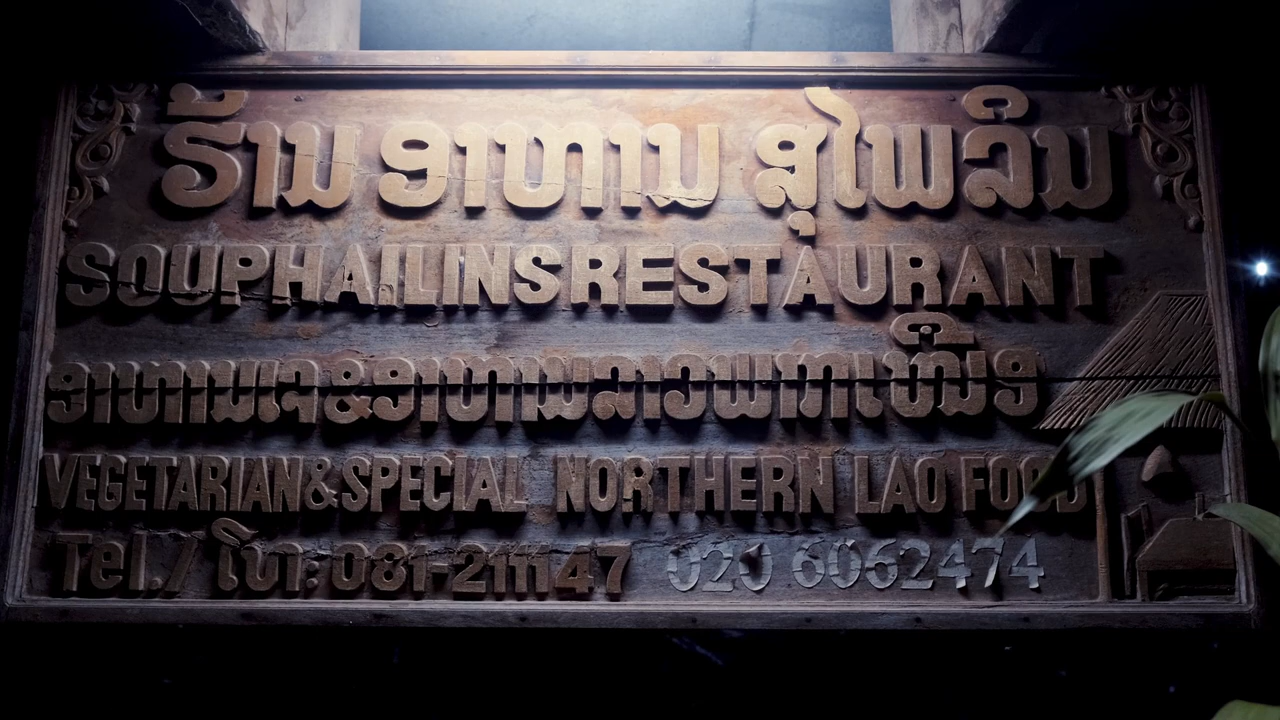 ຮ້ານ ອາຫານ ສຸໄພລິນ
SOUPHAILINS RESTAURANT
ອາຫານເຈ & ອາຫານລາວພາກເໜືອ
VEGETARIAN & SPECIAL NORTHERN LAO FOOD
Tel./ ໂທ: 081-211147 020 6062474